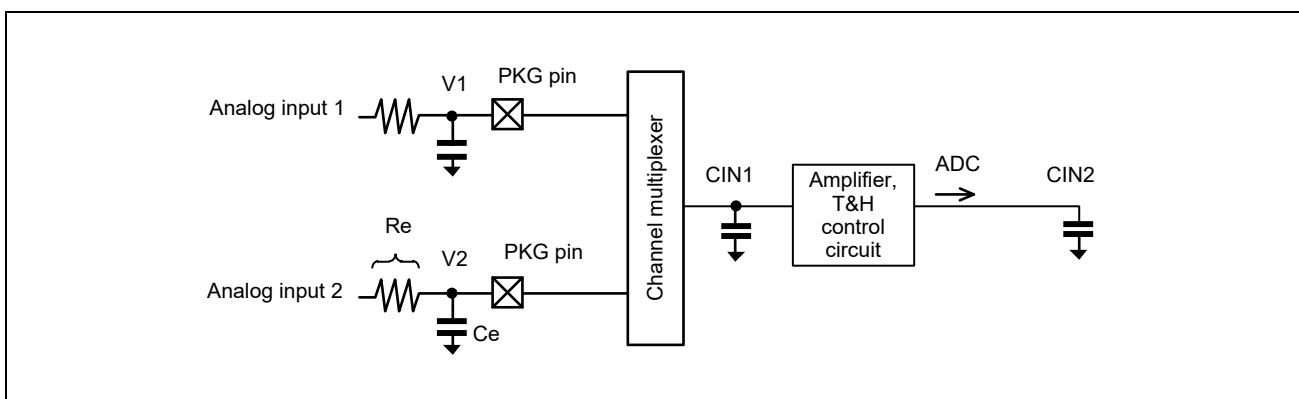 V1
PKG pin
Analog input 1
Channel multiplexer
CIN1
Amplifier,
T&H
control
circuit
ADC
CIN2
Re
V2
PKG pin
Analog input 2
Ce